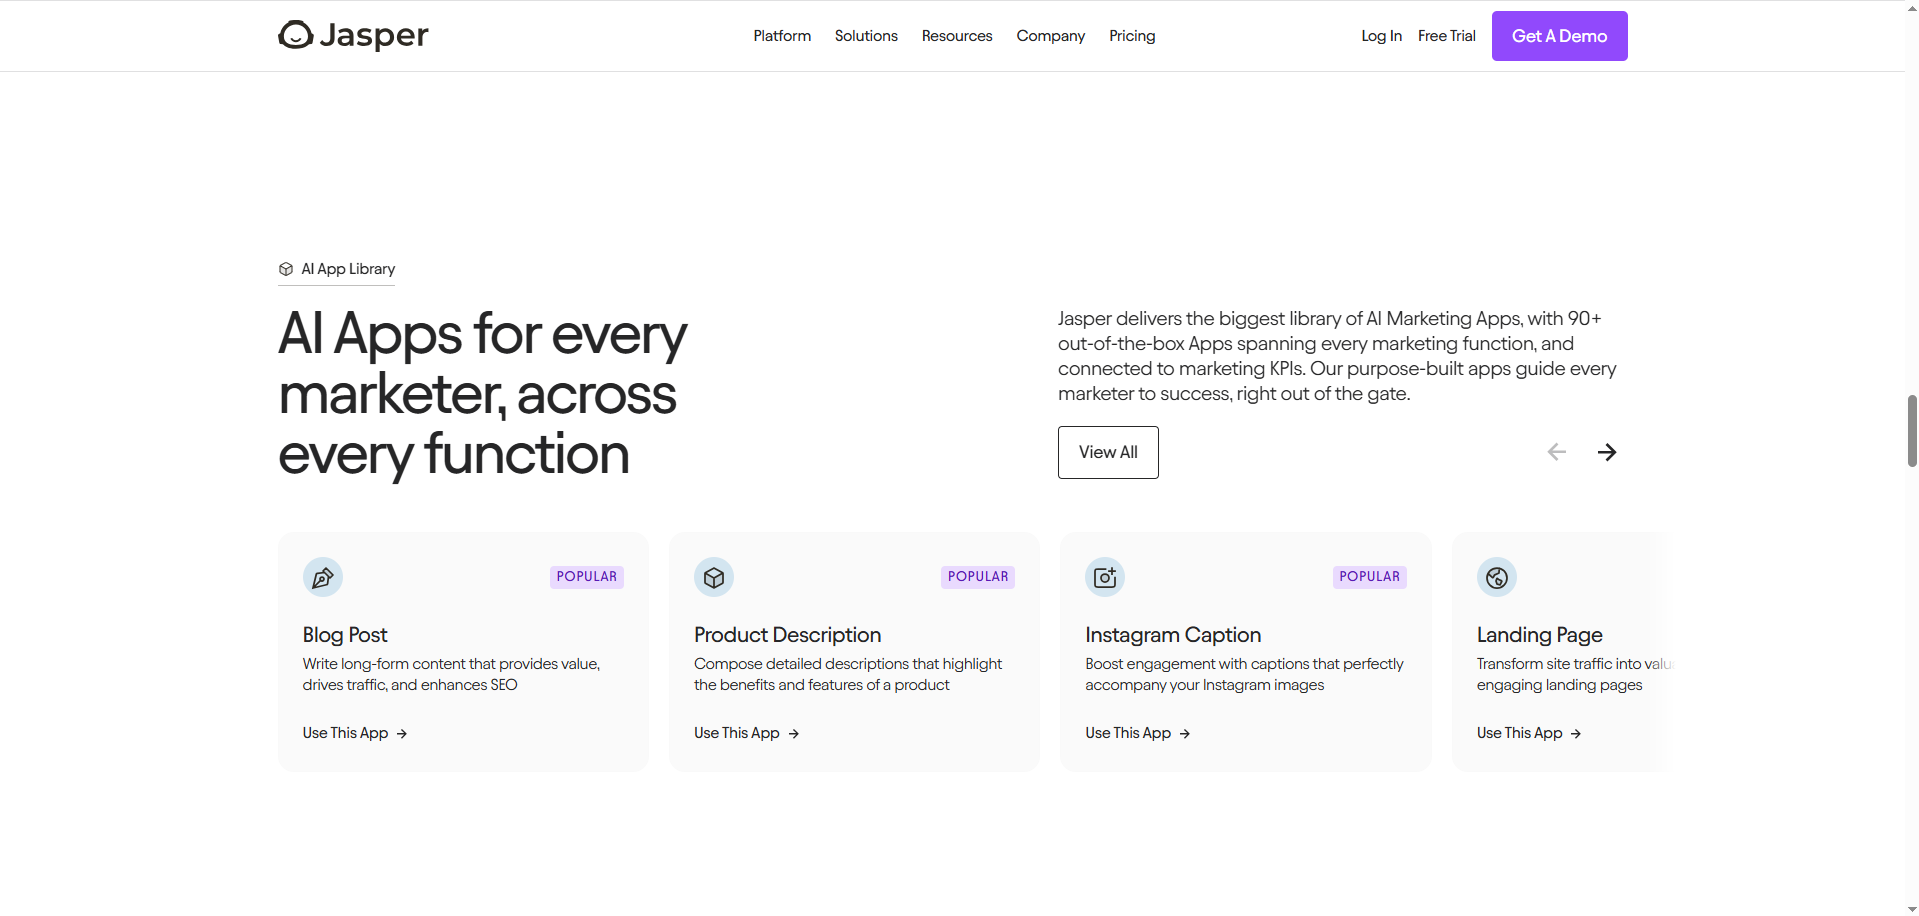 Jasper
Platform
Solutions
Resources
Company
Pricing
Log In
Free Trial
Get A Demo
AI App Library
AI Apps for every
marketer, across
every function
Jasper delivers the biggest library of AI Marketing Apps, with 90+
out-of-the-box Apps spanning every marketing function, and
connected to marketing KPIs. Our purpose-built apps guide every
marketer to success, right out of the gate.
View All
POPULAR
Blog Post
Write long-form content that provides value,
drives traffic, and enhances SEO
Use This App
POPULAR
Product Description
Compose detailed descriptions that highlight
the benefits and features of a product
Use This App
POPULAR
Instagram Caption
Boost engagement with captions that perfectly
accompany your Instagram images
Use This App
Landing Page
Transform site traffic into
engaging landing pages
Use This App